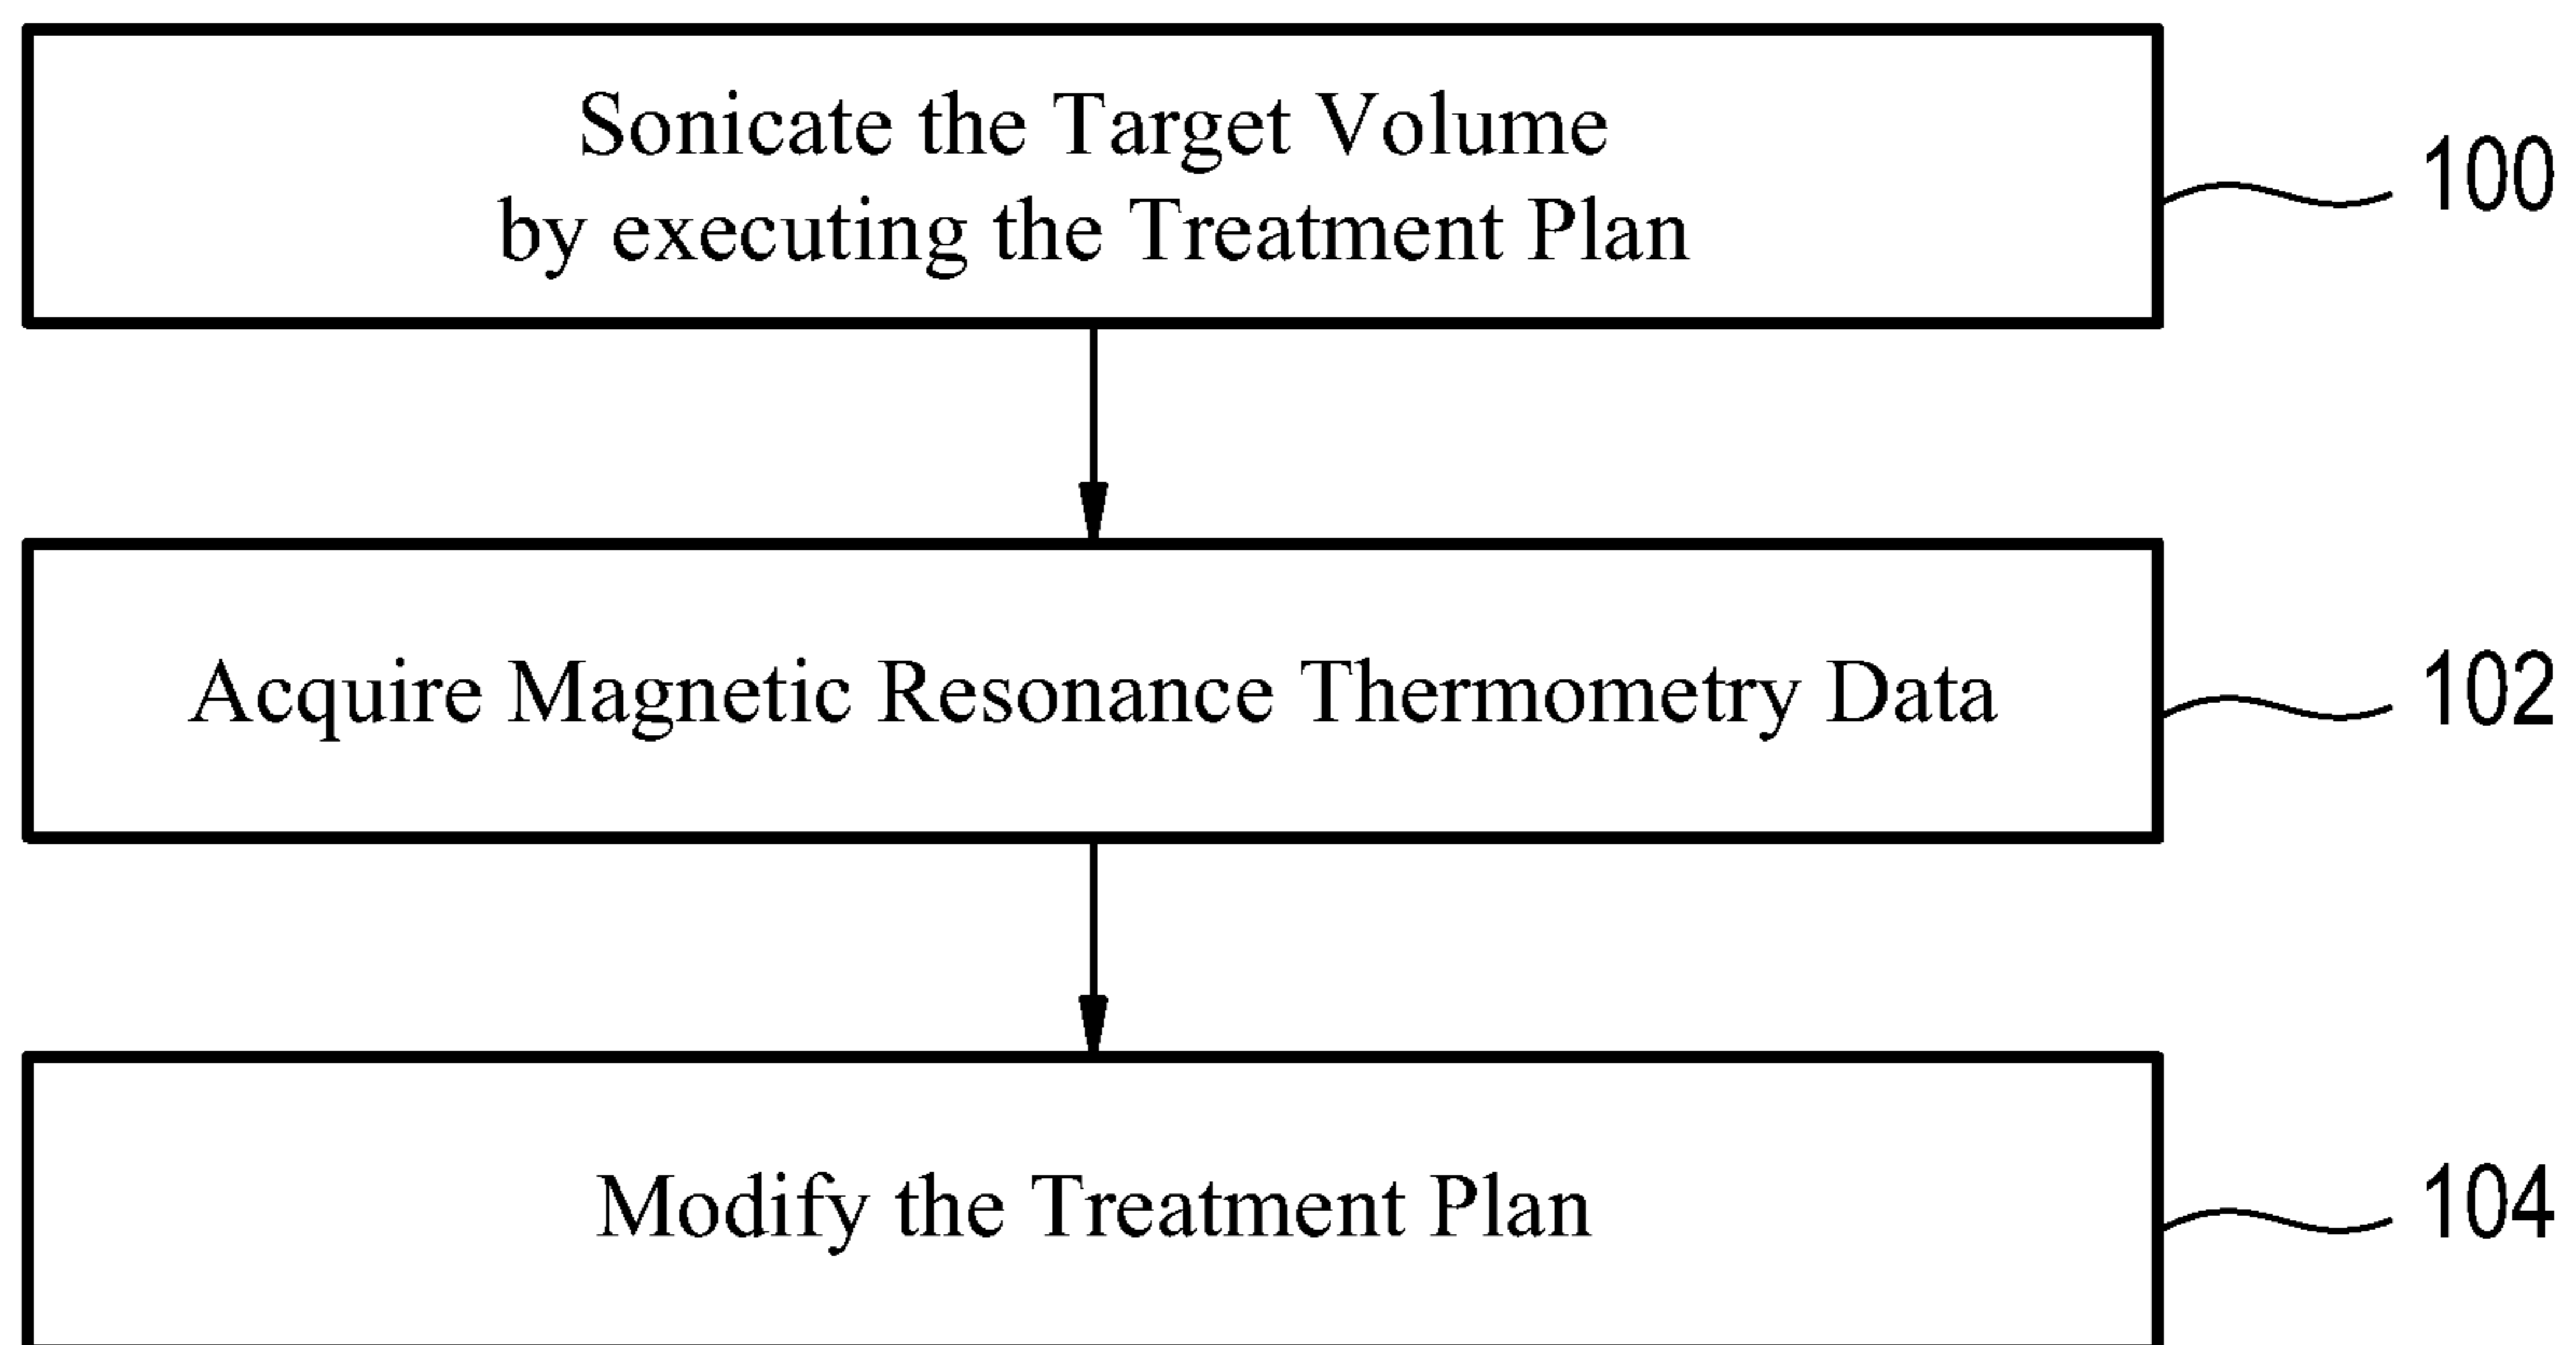 Sonicate the Target Volume
by executing the Treatment Plan
100
Acquire Magnetic Resonance Thermometry Data
102
Modify the Treatment Plan
104